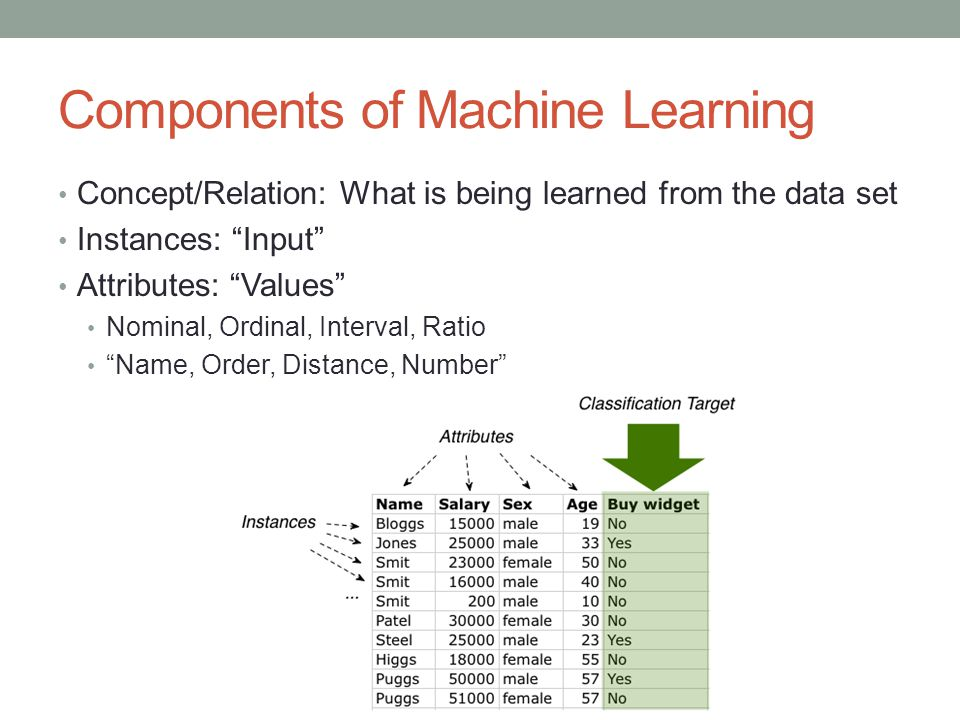 Components of Machine Learning
• Concept/Relation: What is being learned from the data set
• Instances: “Input”
• Attributes: “Values”
• Nominal, Ordinal, Interval, Ratio
• “Name, Order, Distance, Number”
Classification Target
Attributes
Instances
...
Name Salary Sex Age Buy widget
Bloggs 15000 male 19 No
Jones 25000 male 33 Yes
Smit 23000 female 50 No
Smit 16000 male 40 No
Smit 200 male 10 No
Patel 30000 female 30 No
Steel 25000 male 23 Yes
Higgs 18000 female 55 No
Puggs 50000 male 57 Yes
Puggs 51000 female 57 No